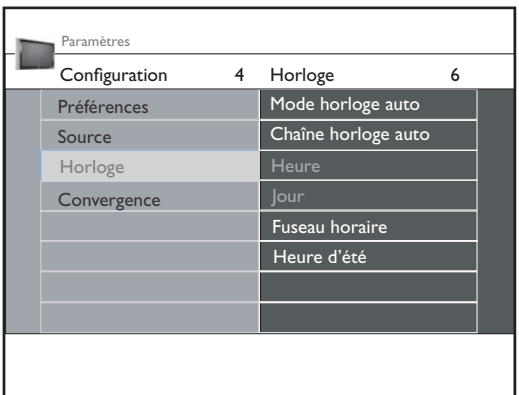 Paramètres
Configuration 4 Horloge 6
Préférences Mode horloge auto
Source Chaîne horloge auto
Horloge Heure
Convergence Jour
Fuseau horaire
Heure d'été